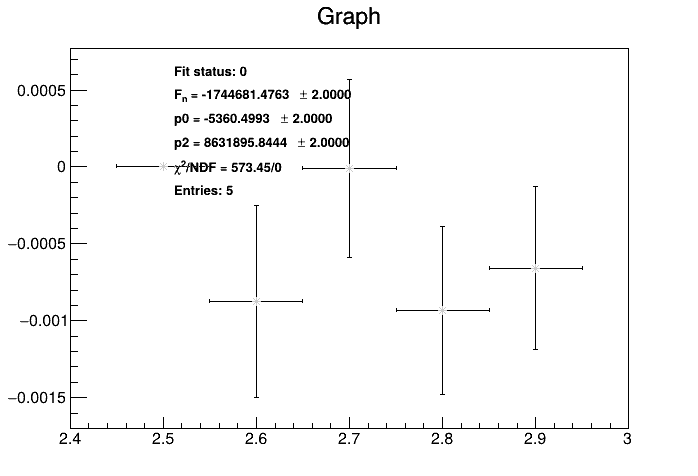 Graph
Fit status: 0
Fn = -1744681.4763 ± 2.0000
p0 = -5360.4993 ± 2.0000
p2 = 8631895.8444 ± 2.0000
χ²/NDF = 573.45/0
Entries: 5
0.0005
0
−0.0005
−0.001
−0.0015
2.4 2.5 2.6 2.7 2.8 2.9 3